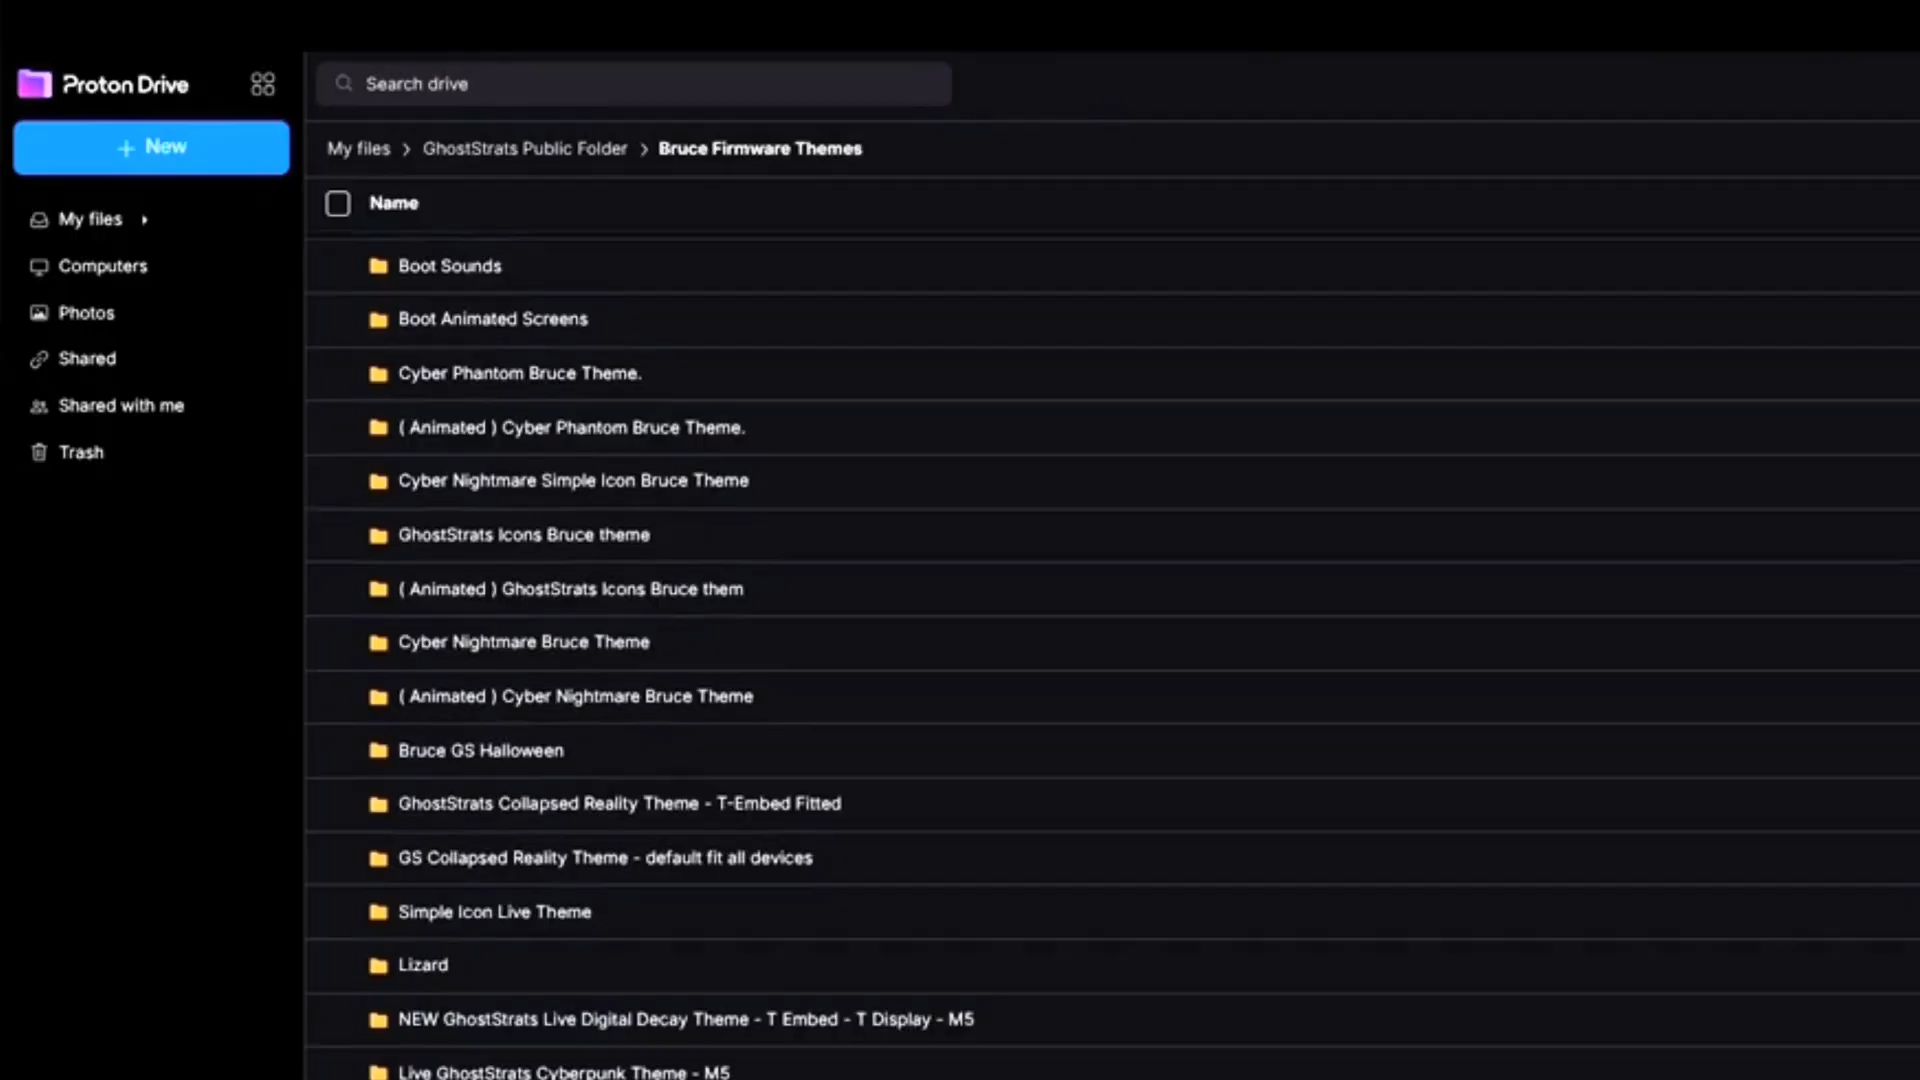 Proton Drive
Search drive
+ New
My files > GhostStrats Public Folder > Bruce Firmware Themes
Name
My files
Computers
Photos
Shared
Shared with me
Trash
Boot Sounds
Boot Animated Screens
Cyber Phantom Bruce Theme.
( Animated ) Cyber Phantom Bruce Theme.
Cyber Nightmare Simple Icon Bruce Theme
GhostStrats Icons Bruce theme
( Animated ) GhostStrats Icons Bruce them
Cyber Nightmare Bruce Theme
( Animated ) Cyber Nightmare Bruce Theme
Bruce GS Halloween
GhostStrats Collapsed Reality Theme - T-Embed Fitted
GS Collapsed Reality Theme - default fit all devices
Simple Icon Live Theme
Lizard
NEW GhostStrats Live Digital Decay Theme - T Embed - T Display - M5
Live GhostStrats Cyberpunk Theme - M5